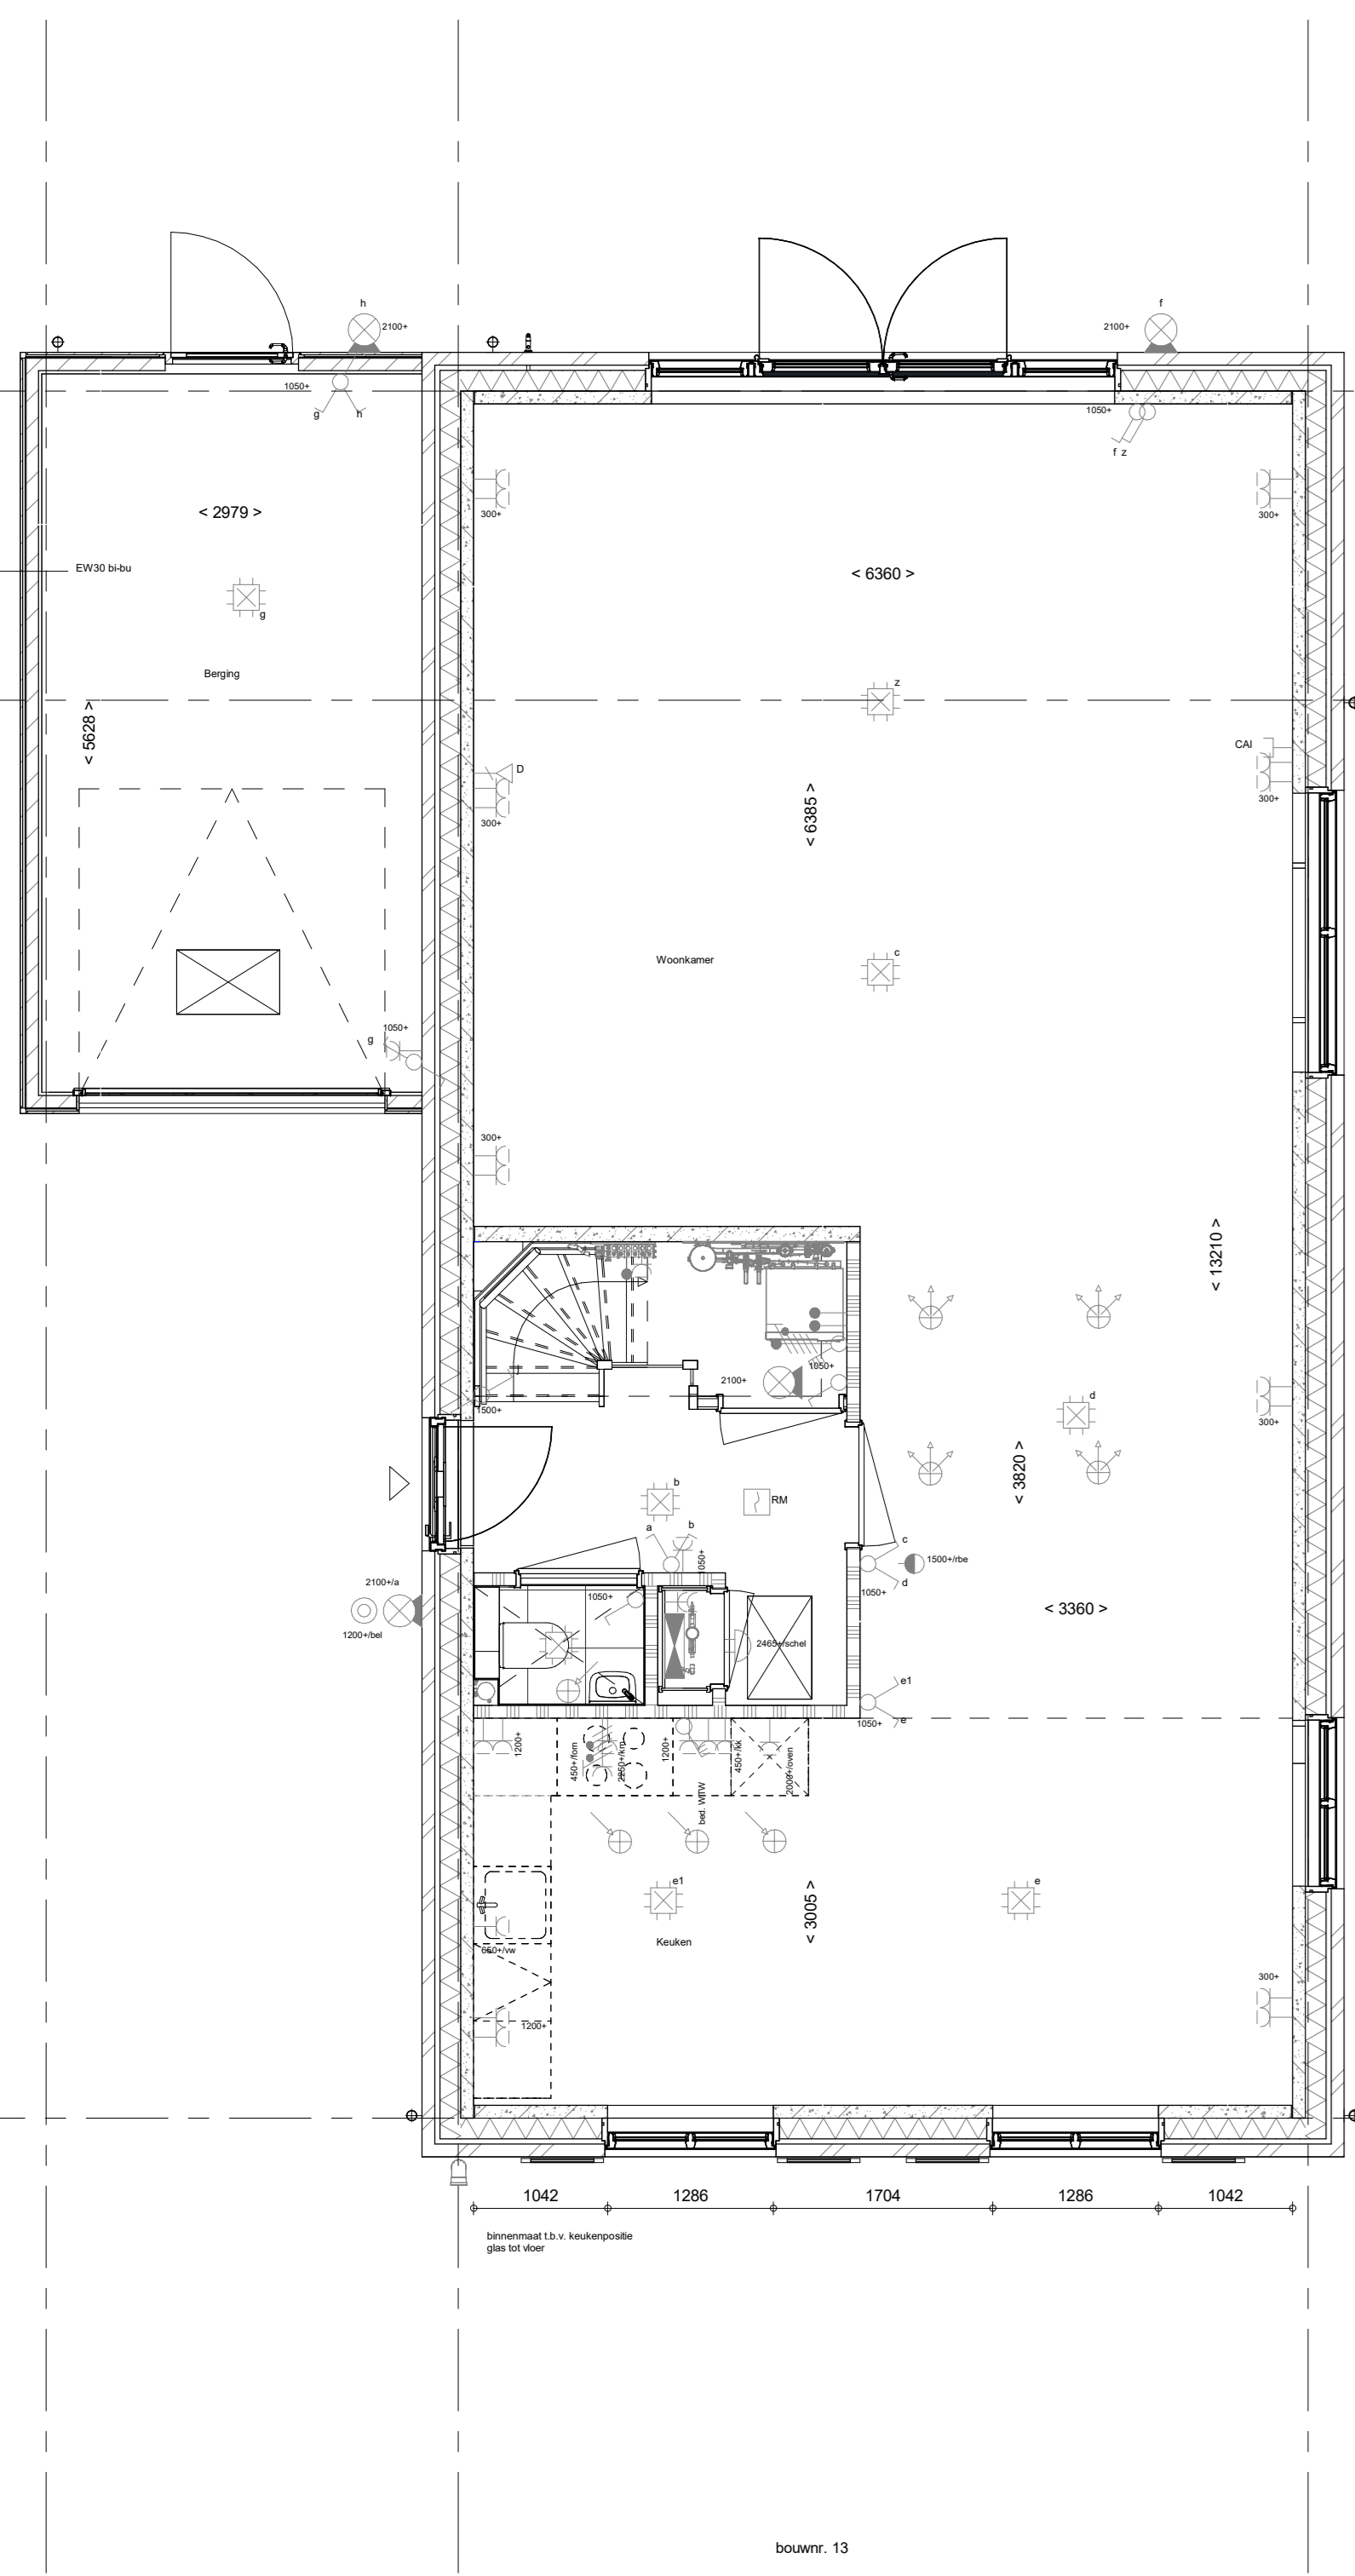 h
2100+
f
2100+
1050+
g
h
1050+
f z
< 2979 >
300+
300+
EW30 bi-bu
< 6360 >
g
Berging
z
< 5628 >
CAI
D
300+
300+
< 6385 >
Woonkamer
c
1050+
g
300+
< 13210 >
1050+
2100+
d
1500+
300+
< 3820 >
b
RM
a
b
1050+
c
1500+/rbe
d
1050+
2100+/a
1050+
< 3360 >
1200+/bel
2465+/schel
e1
1050+
e
1200+
450+/forn
2250+/km
1200+
450+/kk
2000+/oven
bed. WTW
e1
e
< 3005 >
Keuken
650+/vw
300+
1200+
1042
1286
1704
1286
1042
binnenmaat t.b.v. keukenpositie
glas tot vloer
bouwnr. 13